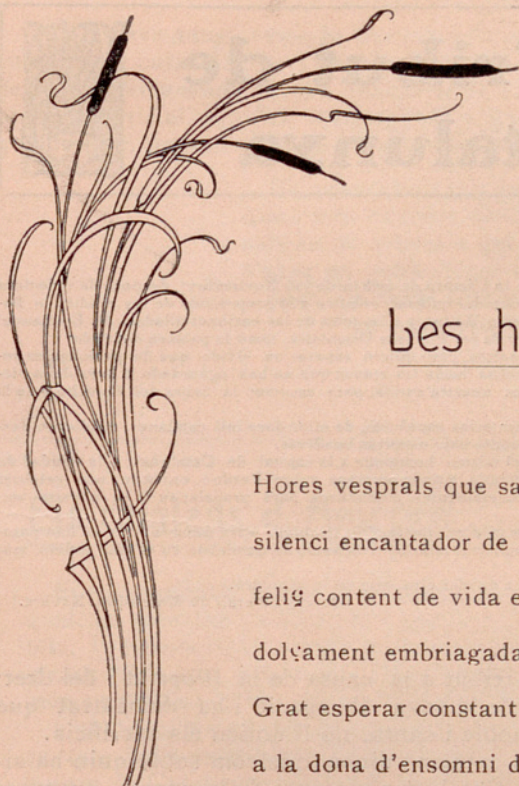 Les h
Hores vesprals que sa
silenci encantador de
feliç content de vida e
dolçament embriagada
Grat esperar constant
a la dona d'ensomni d